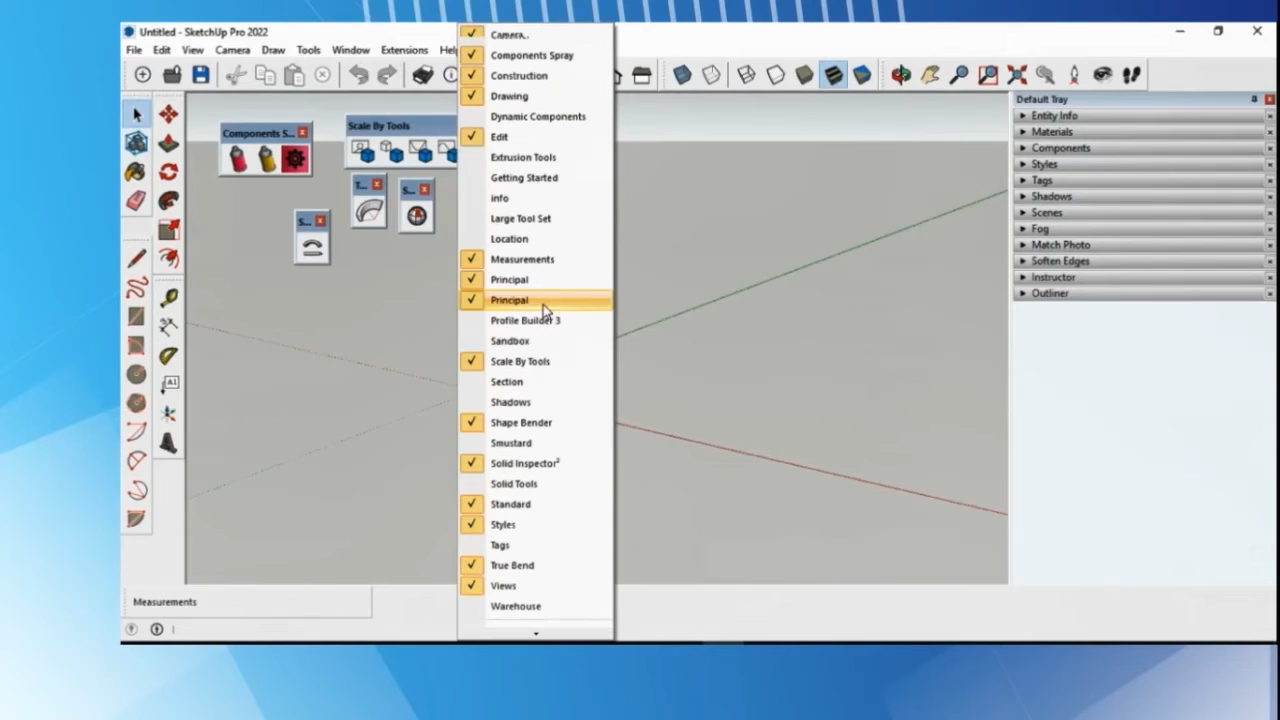 Untitled - SketchUp Pro 2022
File Edit View Camera Draw Tools Window Extensions Hel
Camera..
Components Spray
Construction
Drawing
Dynamic Components
Edit
Extrusion Tools
Getting Started
info
Large Tool Set
Location
Measurements
Principal
Principal
Profile Builder 3
Sandbox
Scale By Tools
Section
Shadows
Shape Bender
Smustard
Solid Inspector²
Solid Tools
Standard
Styles
Tags
True Bend
Views
Warehouse
Components S...
Scale By Tools
T...
S...
S...
A1
Default Tray
Entity Info
Materials
Components
Styles
Tags
Shadows
Scenes
Fog
Match Photo
Soften Edges
Instructor
Outliner
Measurements